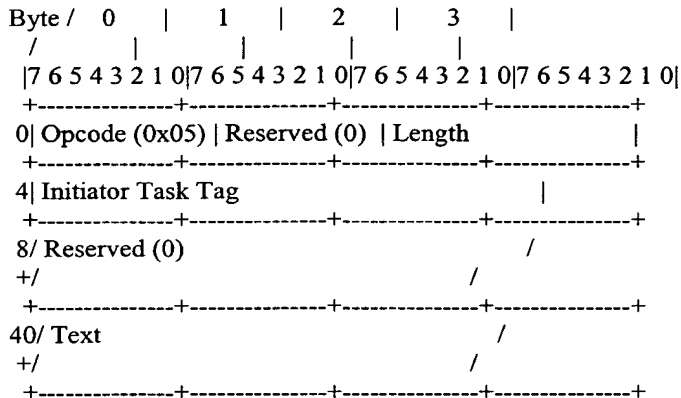 Byte / 0 | 1 | 2 | 3 |
/ | | | |
|7 6 5 4 3 2 1 0|7 6 5 4 3 2 1 0|7 6 5 4 3 2 1 0|7 6 5 4 3 2 1 0|
+---------------+---------------+---------------+---------------+
0| Opcode (0x05) | Reserved (0) | Length |
+---------------+---------------+---------------+---------------+
4| Initiator Task Tag |
+---------------+---------------+---------------+---------------+
8/ Reserved (0) /
+/ /
+---------------+---------------+---------------+---------------+
40/ Text /
+/ /
+---------------+---------------+---------------+---------------+